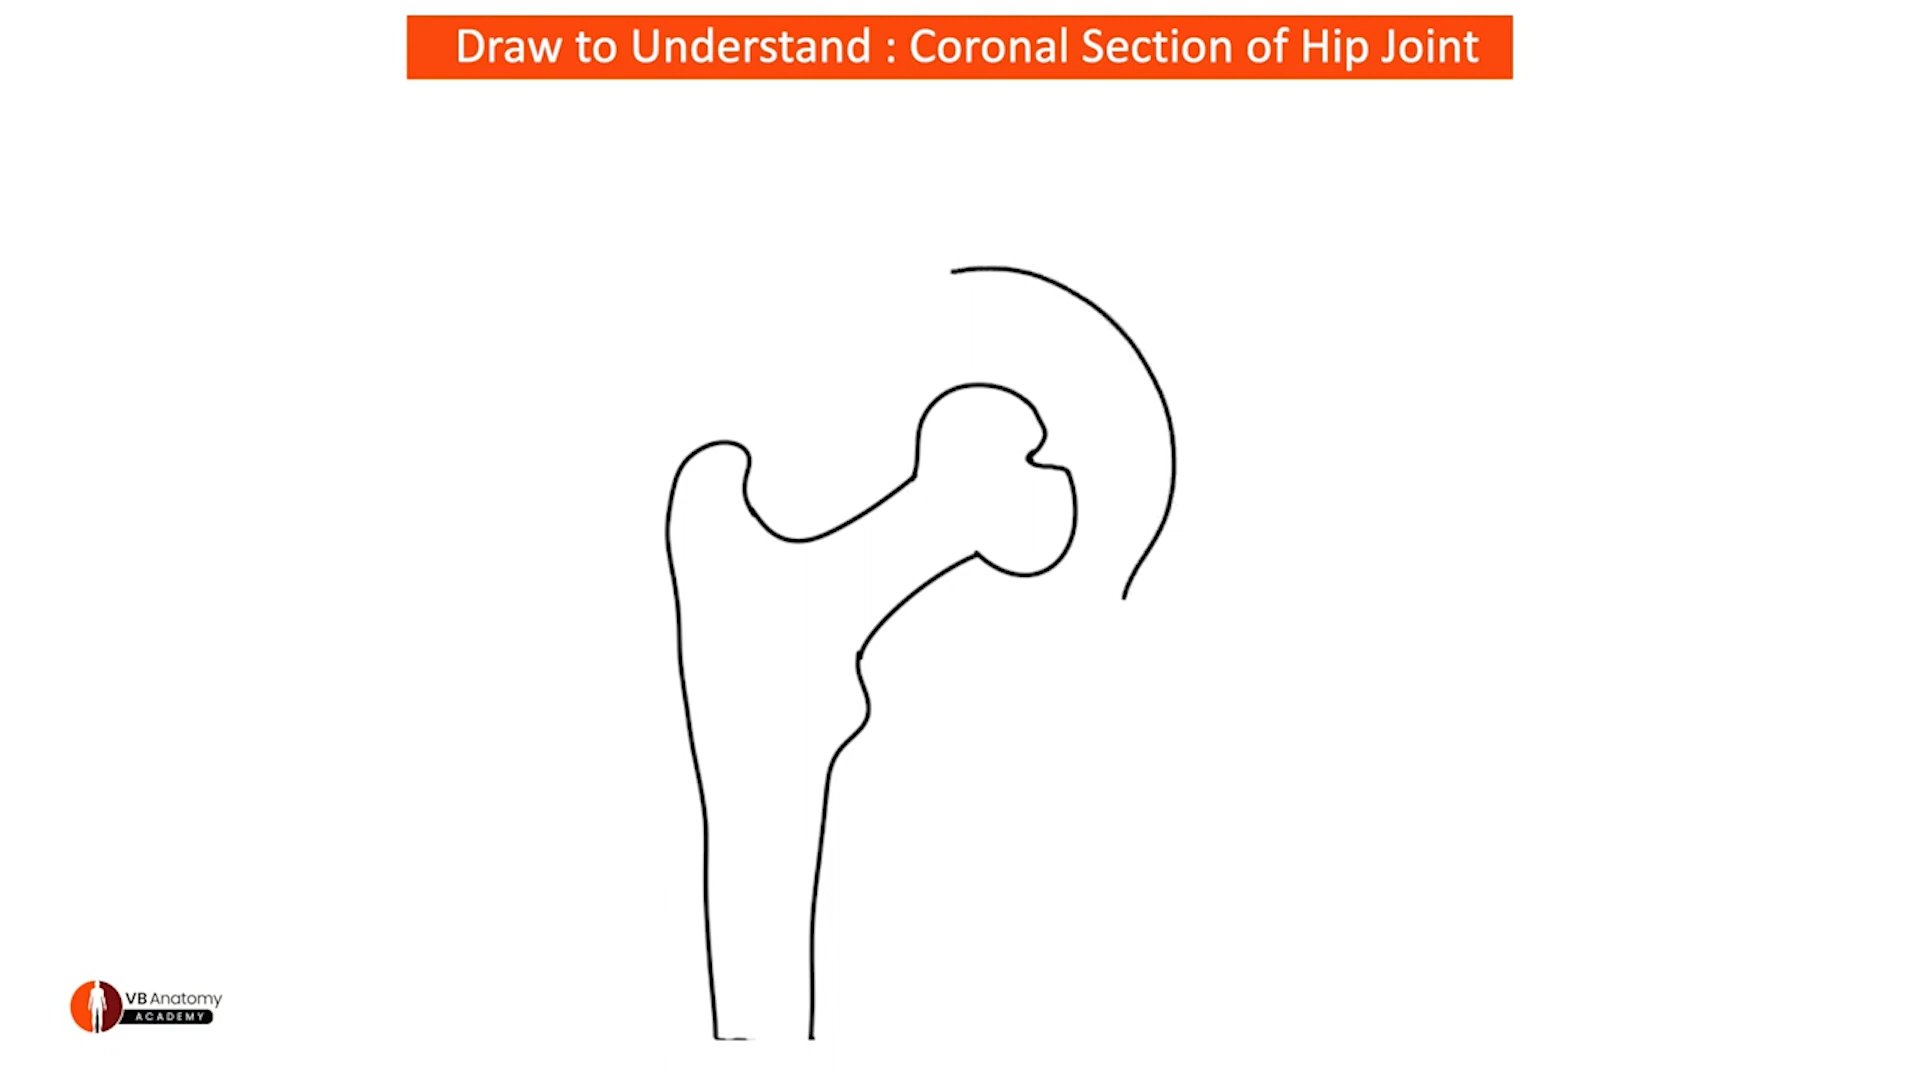 Draw to Understand : Coronal Section of Hip Joint
VB Anatomy
ACADEMY